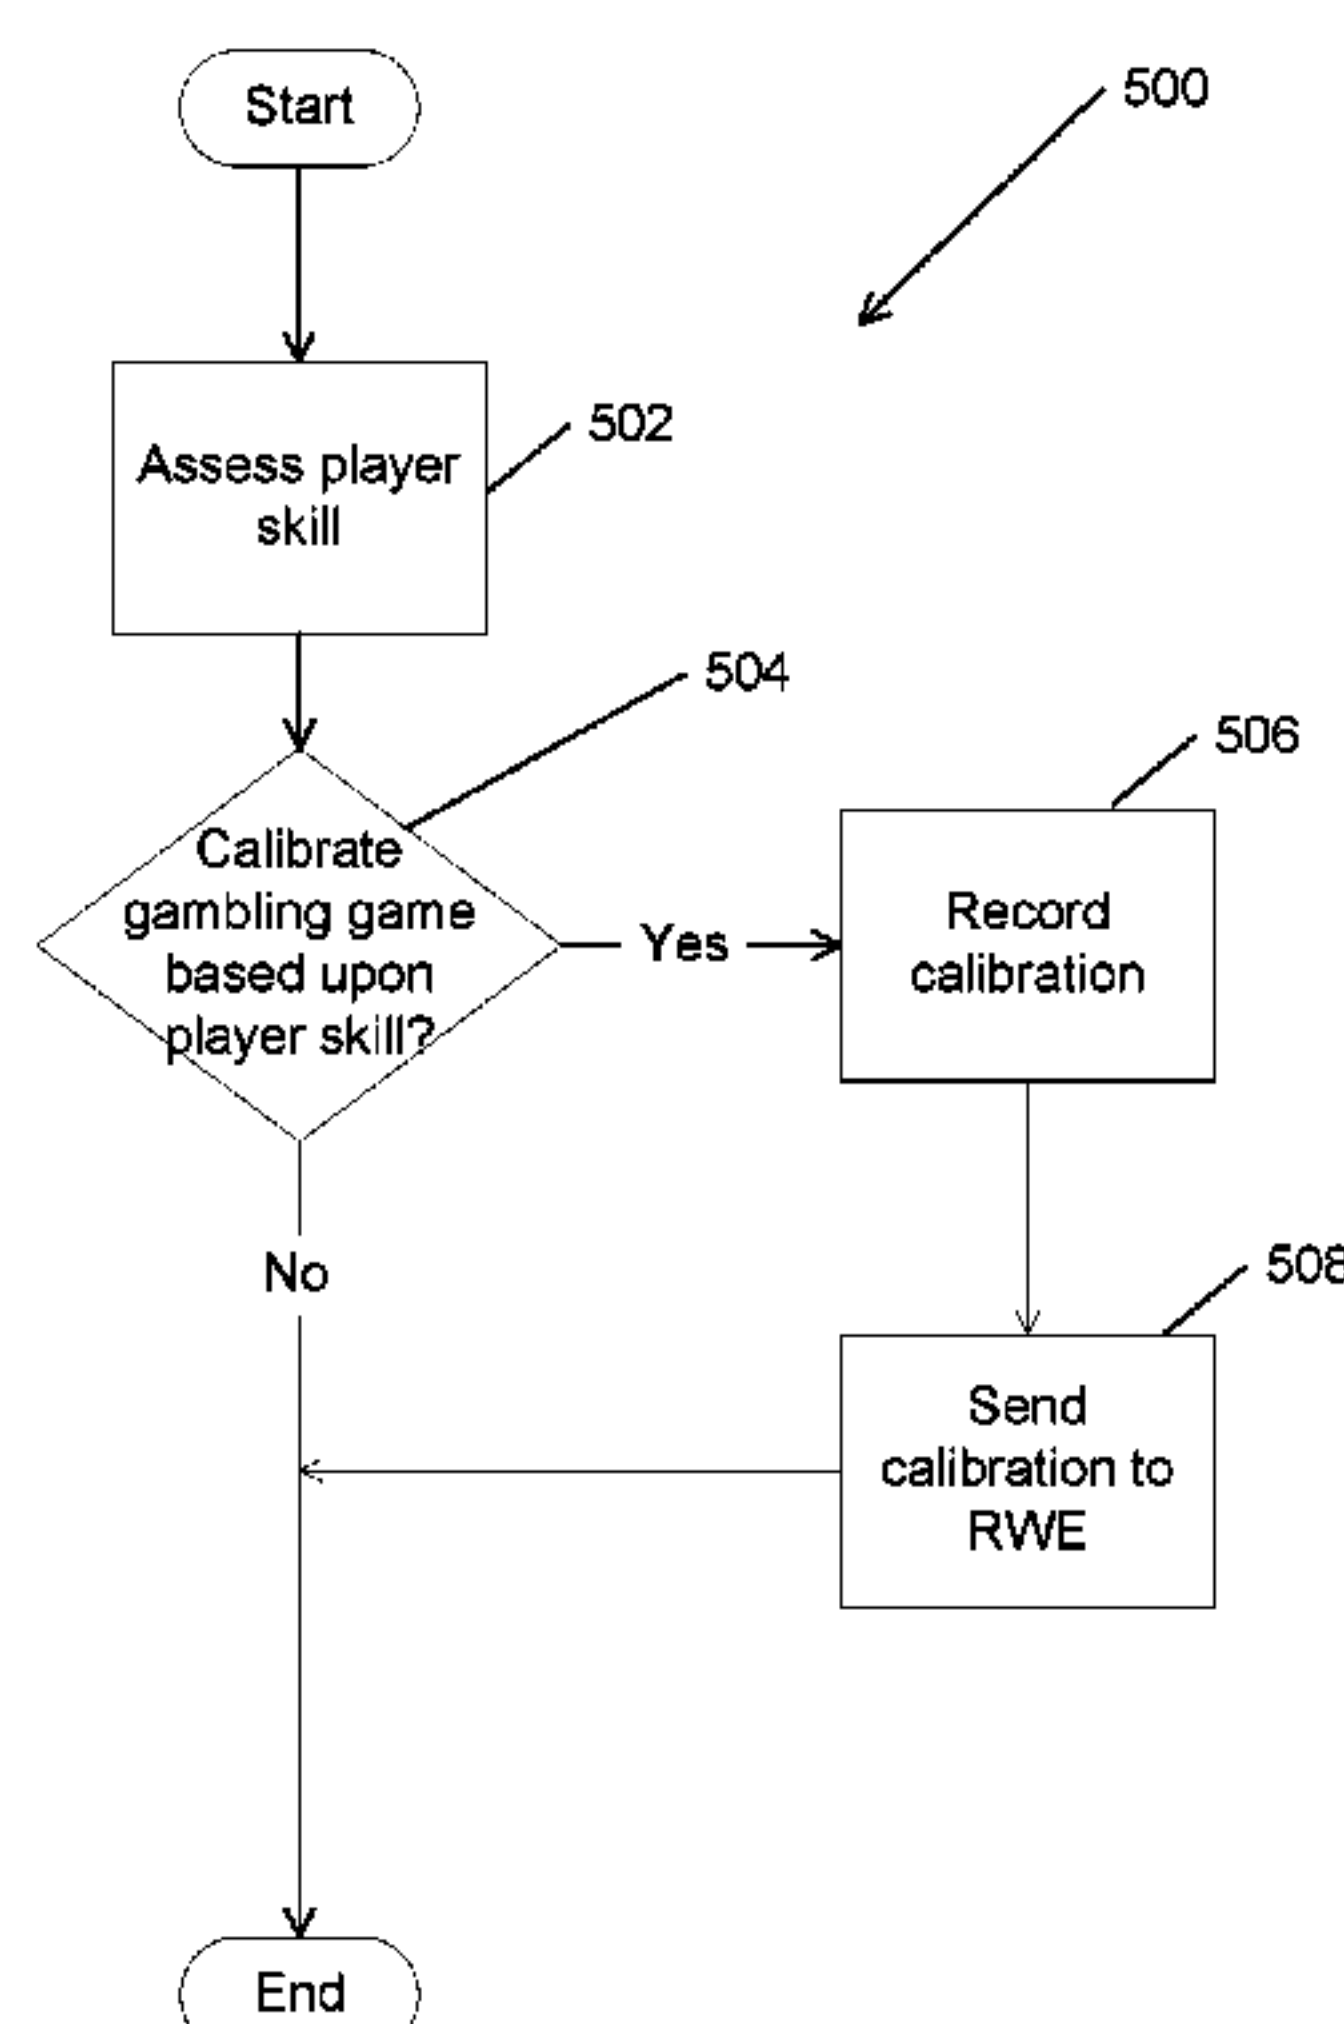 Start
500
Assess player
skill
502
504
Calibrate
gambling game
based upon
player skill?
Yes
506
Record
calibration
No
508
Send
calibration to
RWE
End